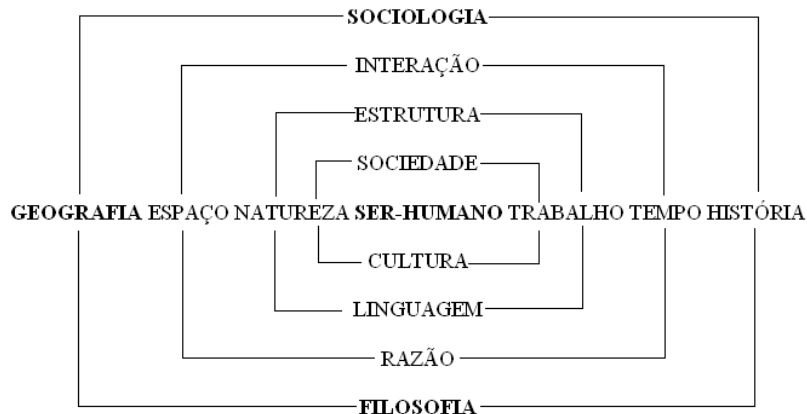 SOCIOLOGIA
INTERAÇÃO
ESTRUTURA
SOCIEDADE
GEOGRAFIA ESPAÇO NATUREZA SER-HUMANO TRABALHO TEMPO HISTÓRIA
CULTURA
LINGUAGEM
RAZÃO
FILOSOFIA